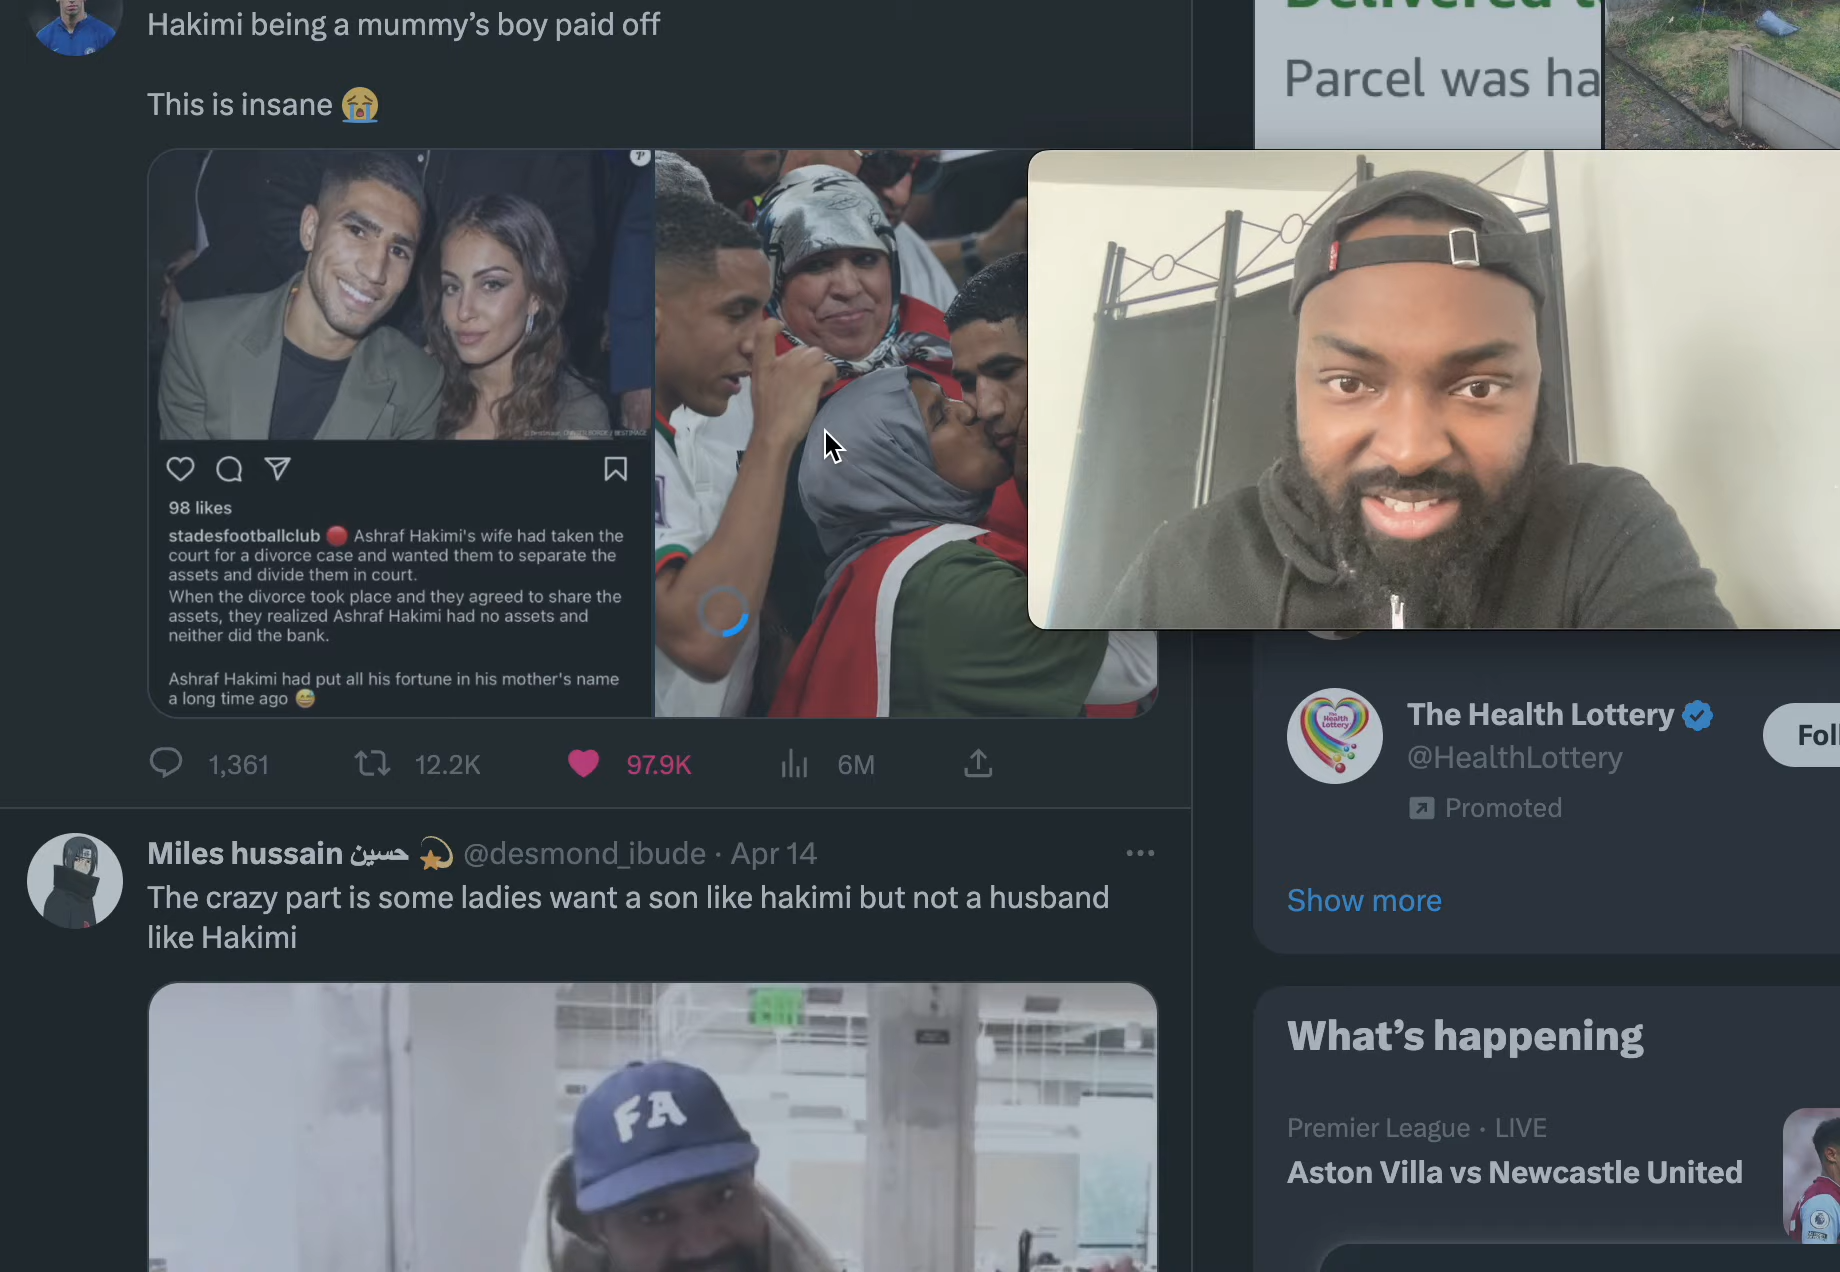 Hakimi being a mummy’s boy paid off
This is insane 😭
98 likes
stadesfootballclub 🔴 Ashraf Hakimi's wife had taken the
court for a divorce case and wanted them to separate the
assets and divide them in court.
When the divorce took place and they agreed to share the
assets, they realized Ashraf Hakimi had no assets and
neither did the bank.
Ashraf Hakimi had put all his fortune in his mother's name
a long time ago 😅
1,361 12.2K 97.9K 6M
Miles hussain حسين 💫 @desmond_ibude · Apr 14
The crazy part is some ladies want a son like hakimi but not a husband
like Hakimi
FA
Delivered t
Parcel was ha
The Health Lottery
@HealthLottery
Promoted
Fol
Show more
What’s happening
Premier League · LIVE
Aston Villa vs Newcastle United